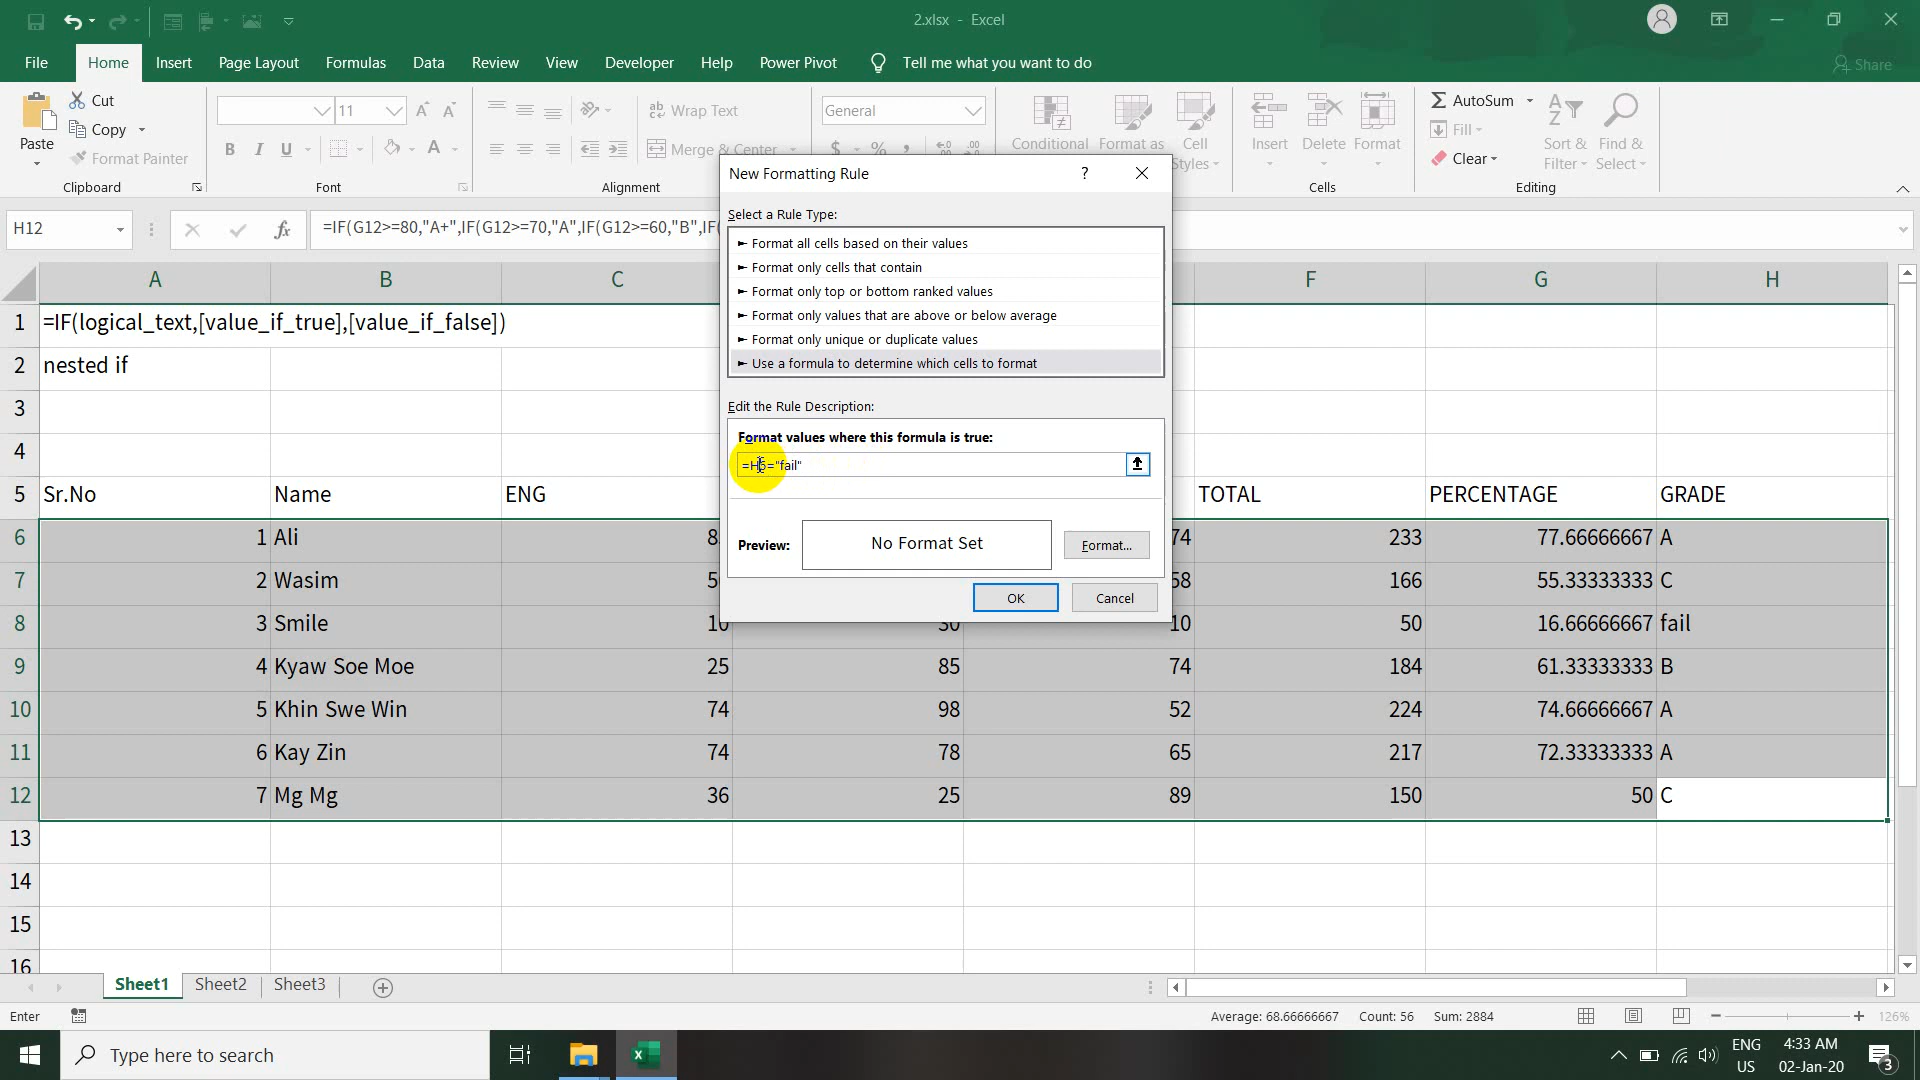 2.xlsx - Excel
File Home Insert Page Layout Formulas Data Review View Developer Help Power Pivot Tell me what you want to do Share
Paste
Cut
Copy
Format Painter
Clipboard
11
B I U
Font
Wrap Text
Merge & Center
Alignment
General
Conditional
Format as
Cell
Styles
Insert Delete Format
Cells
AutoSum
Fill
Clear
Sort & Filter
Find & Select
Editing
H12
=IF(G12>=80,"A+",IF(G12>=70,"A",IF(G12>=60,"B",IF(
A B C F G H
1 =IF(logical_text,[value_if_true],[value_if_false])
2 nested if
3
4
5 Sr.No Name ENG TOTAL PERCENTAGE GRADE
6 1 Ali 8 74 233 77.66666667 A
7 2 Wasim 5 58 166 55.33333333 C
8 3 Smile 10 30 10 50 16.66666667 fail
9 4 Kyaw Soe Moe 25 85 74 184 61.33333333 B
10 5 Khin Swe Win 74 98 52 224 74.66666667 A
11 6 Kay Zin 74 78 65 217 72.33333333 A
12 7 Mg Mg 36 25 89 150 50 C
13
14
15
16
New Formatting Rule ?
Select a Rule Type:
► Format all cells based on their values
► Format only cells that contain
► Format only top or bottom ranked values
► Format only values that are above or below average
► Format only unique or duplicate values
► Use a formula to determine which cells to format
Edit the Rule Description:
Format values where this formula is true:
=H6="fail"
Preview: No Format Set Format...
OK Cancel
Sheet1 Sheet2 Sheet3
Enter Average: 68.66666667 Count: 56 Sum: 2884 126%
Type here to search
ENG
US
4:33 AM
02-Jan-20
3